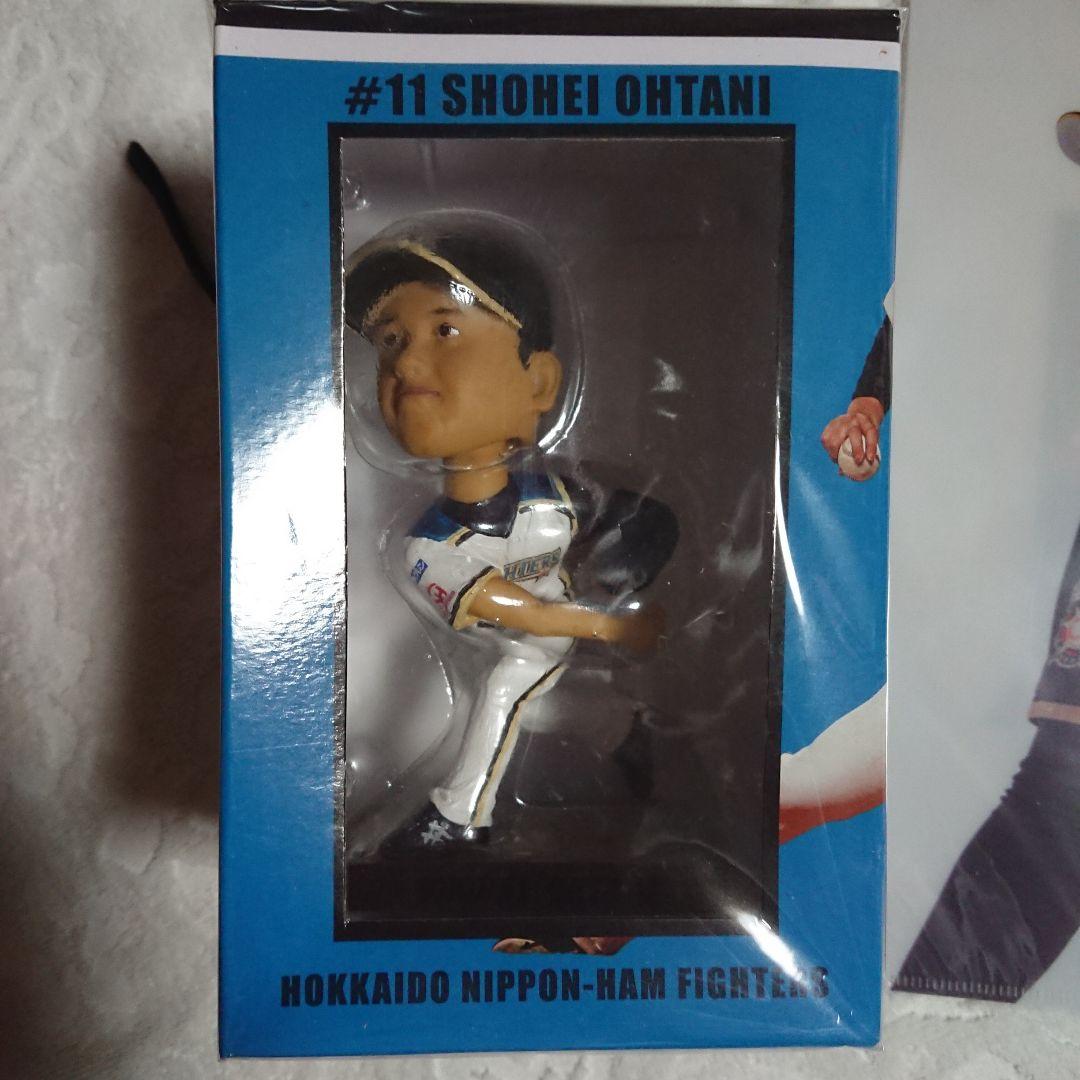 #11 SHOHEI OHTANI
HOKKAIDO NIPPON-HAM FIGHTERS